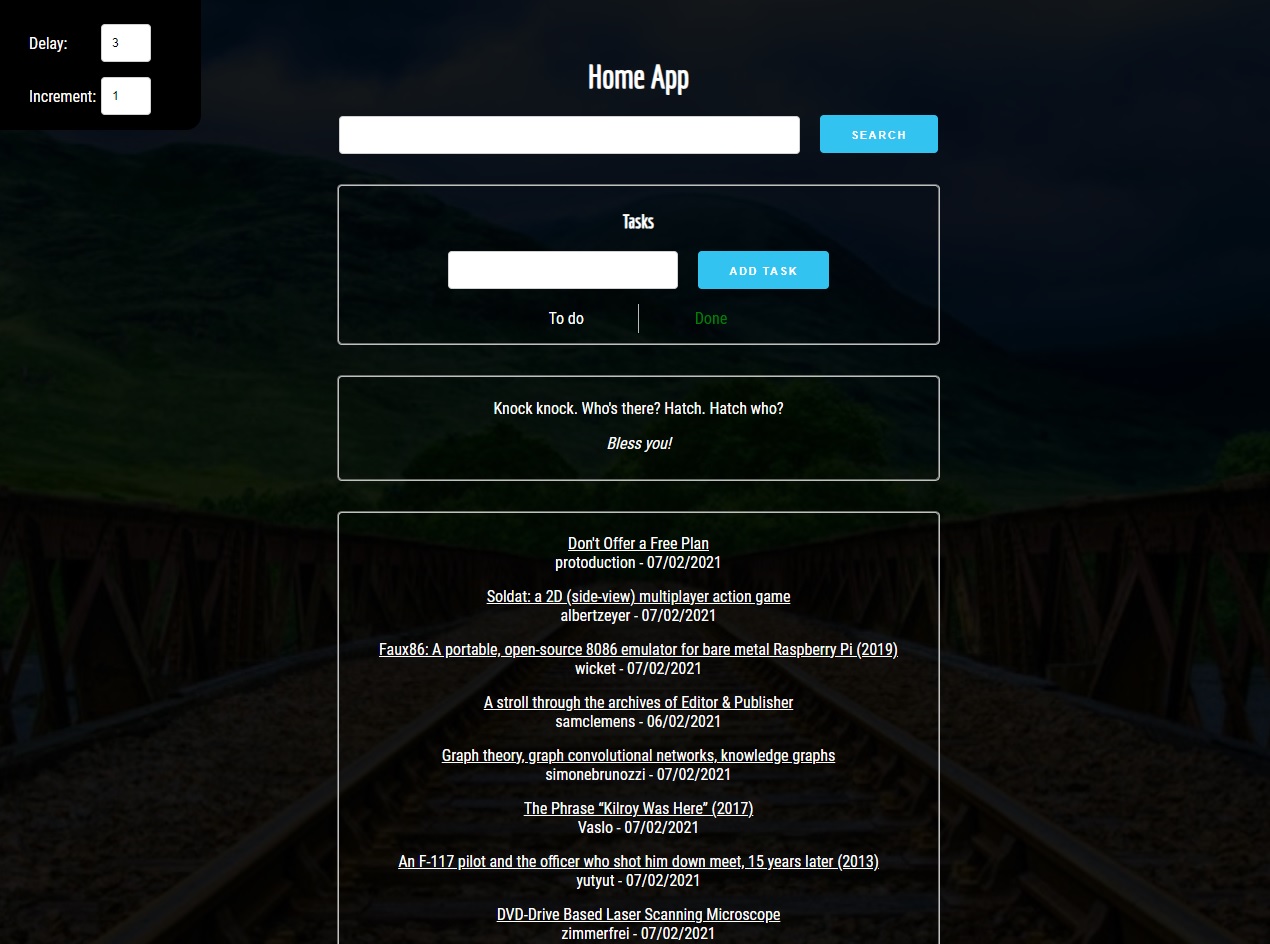 Delay: 3
Increment: 1
Home App
SEARCH
Tasks
ADD TASK
To do
Done
Knock knock. Who's there? Hatch. Hatch who?
Bless you!
Don't Offer a Free Plan
protoduction - 07/02/2021
Soldat: a 2D (side-view) multiplayer action game
albertzeyer - 07/02/2021
Faux86: A portable, open-source 8086 emulator for bare metal Raspberry Pi (2019)
wicket - 07/02/2021
A stroll through the archives of Editor & Publisher
samclemens - 06/02/2021
Graph theory, graph convolutional networks, knowledge graphs
simonebrunozzi - 07/02/2021
The Phrase “Kilroy Was Here” (2017)
Vaslo - 07/02/2021
An F-117 pilot and the officer who shot him down meet, 15 years later (2013)
yutyut - 07/02/2021
DVD-Drive Based Laser Scanning Microscope
zimmerfrei - 07/02/2021